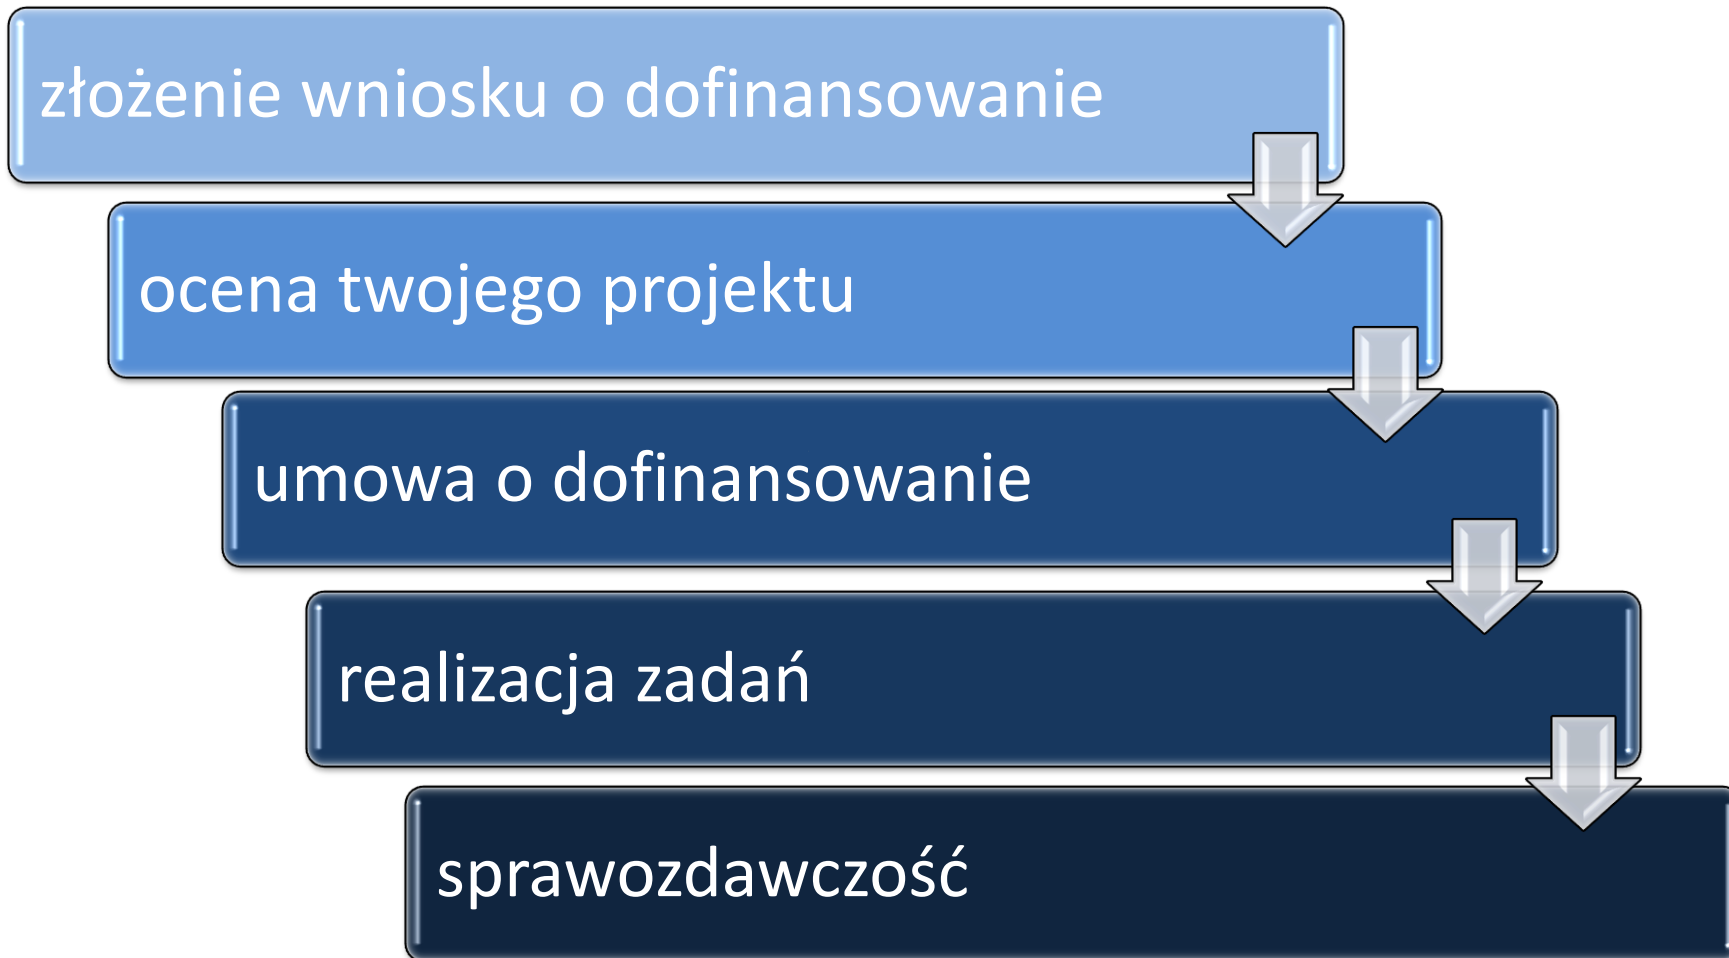 złożenie wniosku o dofinansowanie
ocena twojego projektu
umowa o dofinansowanie
realizacja zadań
sprawozdawczość